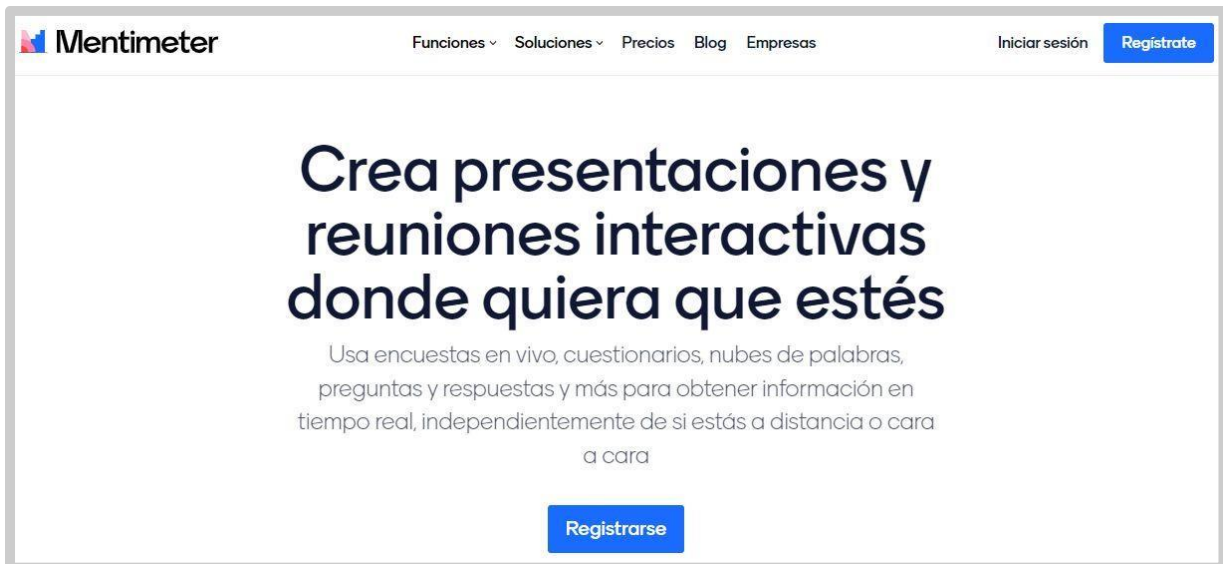 Mentimeter
Funciones Soluciones Precios Blog Empresas
Iniciar sesión Regístrate
Crea presentaciones y
reuniones interactivas
donde quiera que estés
Usa encuestas en vivo, cuestionarios, nubes de palabras,
preguntas y respuestas y más para obtener información en
tiempo real, independientemente de si estás a distancia o cara
a cara
Registrarse